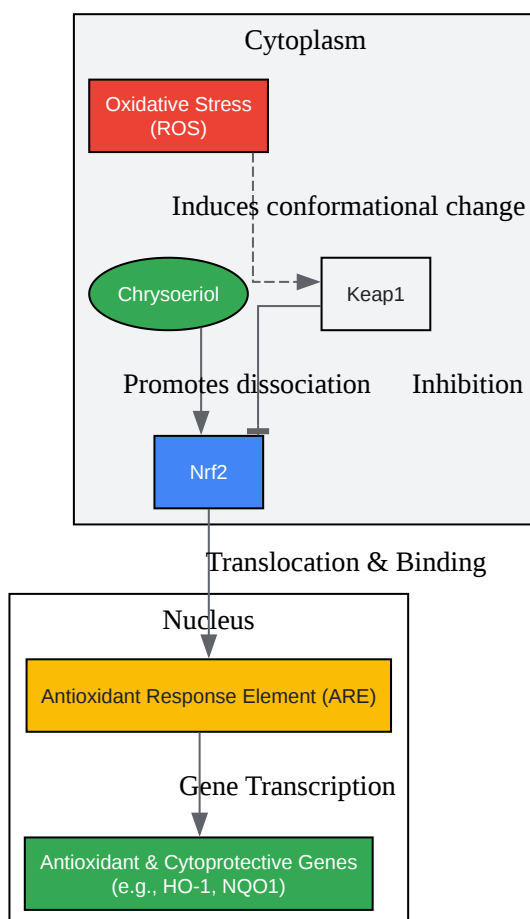 Cytoplasm
Oxidative Stress
(ROS)
Induces conformational change
Chrysoeriol
Keap1
Promotes dissociation
Inhibition
Nrf2
Translocation & Binding
Nucleus
Antioxidant Response Element (ARE)
Gene Transcription
Antioxidant & Cytoprotective Genes
(e.g., HO-1, NQO1)